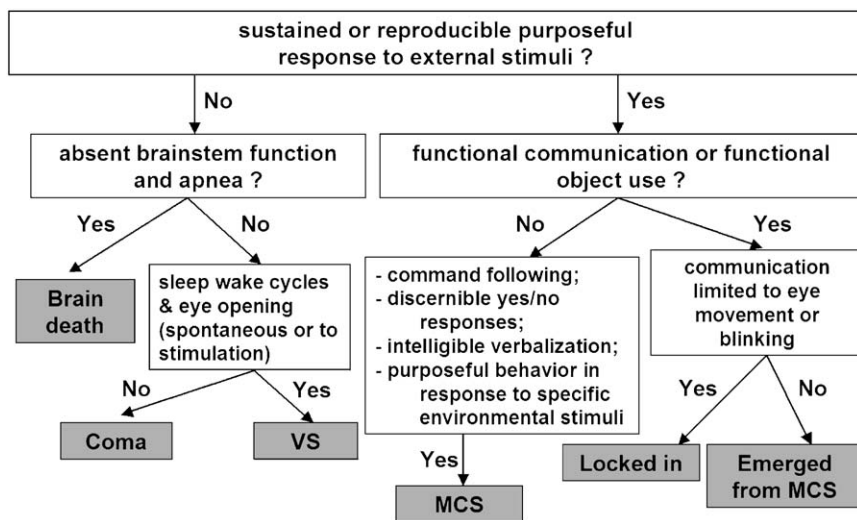 sustained or reproducible purposeful
response to external stimuli ?
No
Yes
absent brainstem function
and apnea ?
functional communication or functional
object use ?
Yes
No
No
Yes
Brain
death
sleep wake cycles
& eye opening
(spontaneous or to
stimulation)
- command following;
- discernible yes/no
responses;
- intelligible verbalization;
- purposeful behavior in
response to specific
environmental stimuli
communication
limited to eye
movement or
blinking
No
Yes
Yes
No
Coma
VS
Yes
Locked in
Emerged
from MCS
MCS